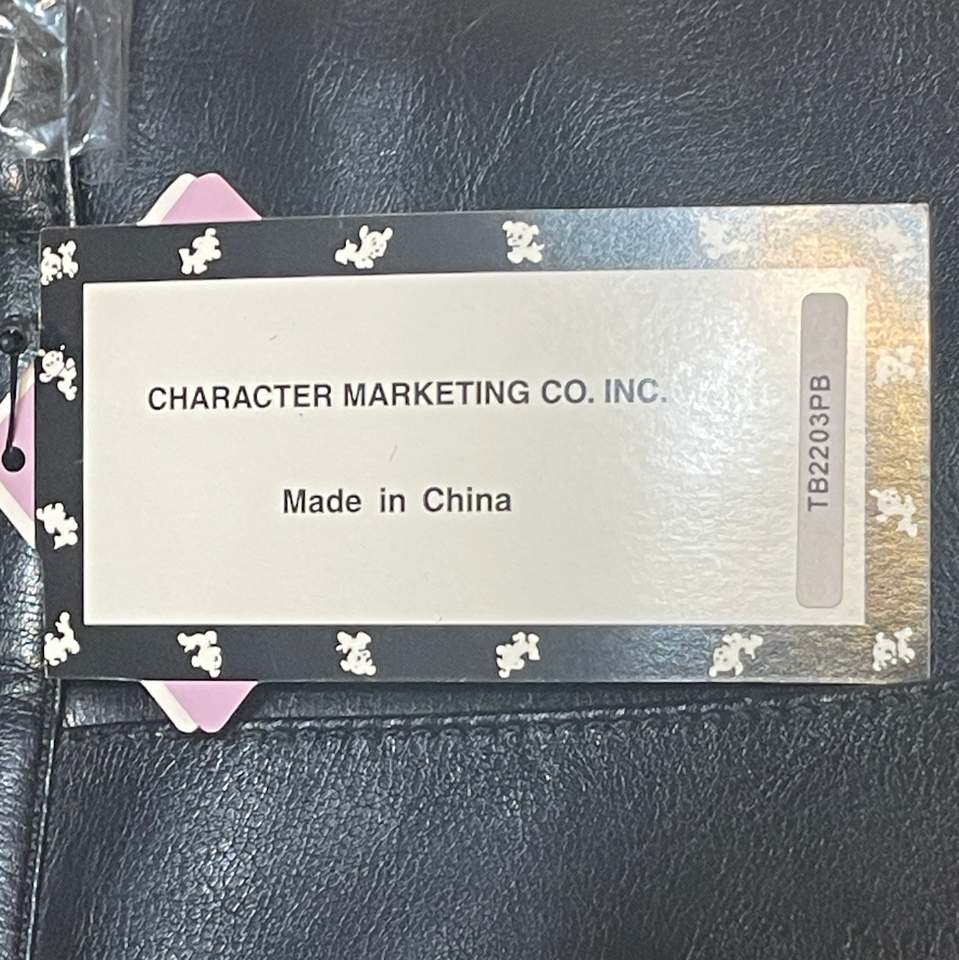 CHARACTER MARKETING CO. INC.
Made in China
TB2203PB